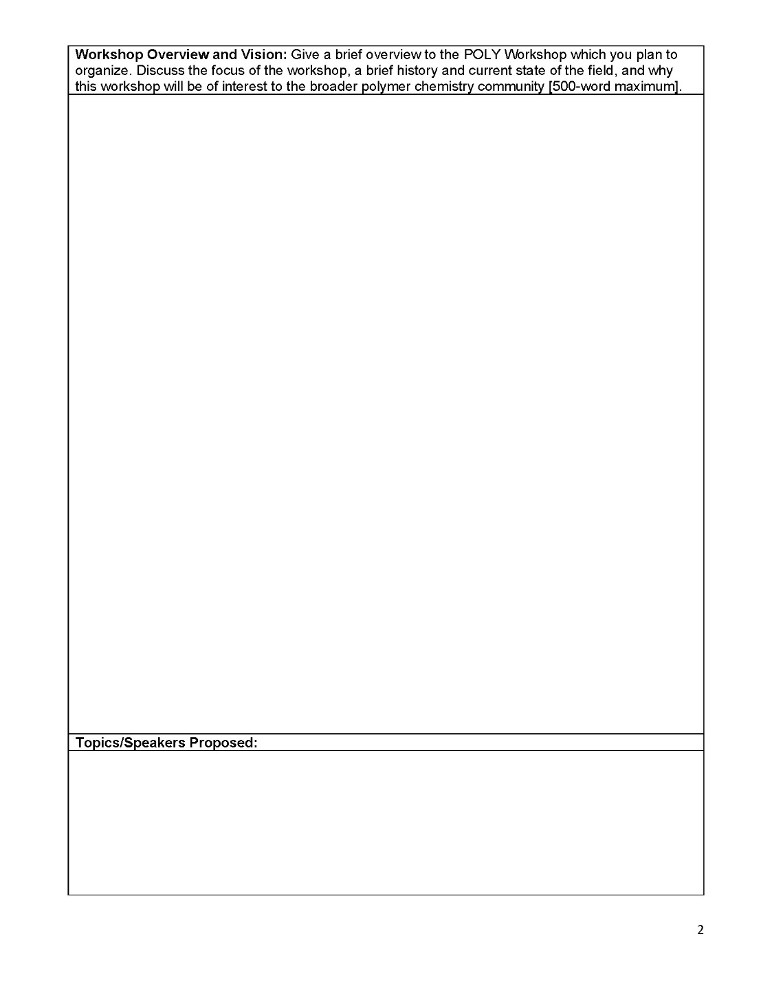 Workshop Overview and Vision: Give a brief overview to the POLY Workshop which you plan to
organize. Discuss the focus of the workshop, a brief history and current state of the field, and why
this workshop will be of interest to the broader polymer chemistry community [500-word maximum].
Topics/Speakers Proposed:
2